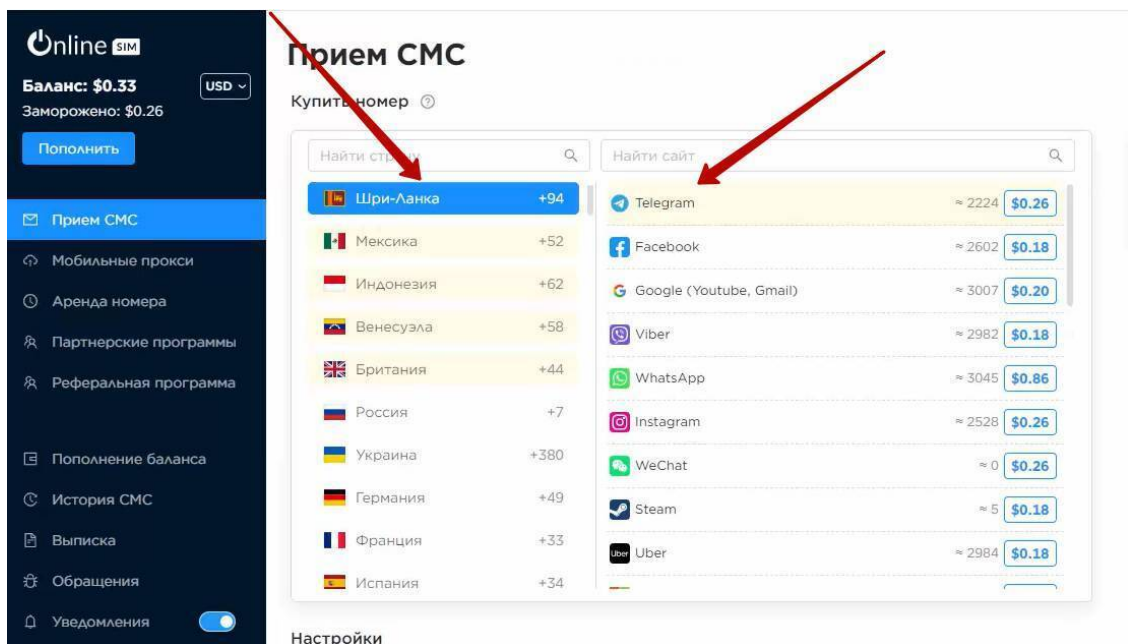 Online SIM
Баланс: $0.33
USD
Заморожено: $0.26
Пополнить
Прием СМС
Мобильные прокси
Аренда номера
Партнерские программы
Реферальная программа
Пополнение баланса
История СМС
Выписка
Обращения
Уведомления
Прием СМС
Купить номер
Найти страну
Шри-Ланка +94
Мексика +52
Индонезия +62
Венесуэла +58
Британия +44
Россия +7
Украина +380
Германия +49
Франция +33
Испания +34
Найти сайт
Telegram ≈ 2224 $0.26
Facebook ≈ 2602 $0.18
Google (Youtube, Gmail) ≈ 3007 $0.20
Viber ≈ 2982 $0.18
WhatsApp ≈ 3045 $0.86
Instagram ≈ 2528 $0.26
WeChat ≈ 0 $0.26
Steam ≈ 5 $0.18
Uber Uber ≈ 2984 $0.18
Настройки